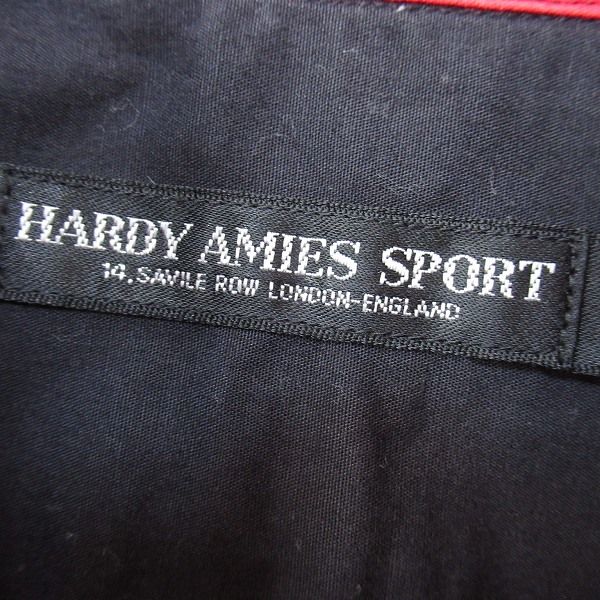 HARDY AMIES SPORT
14.SAVILE ROW LONDON-ENGLAND